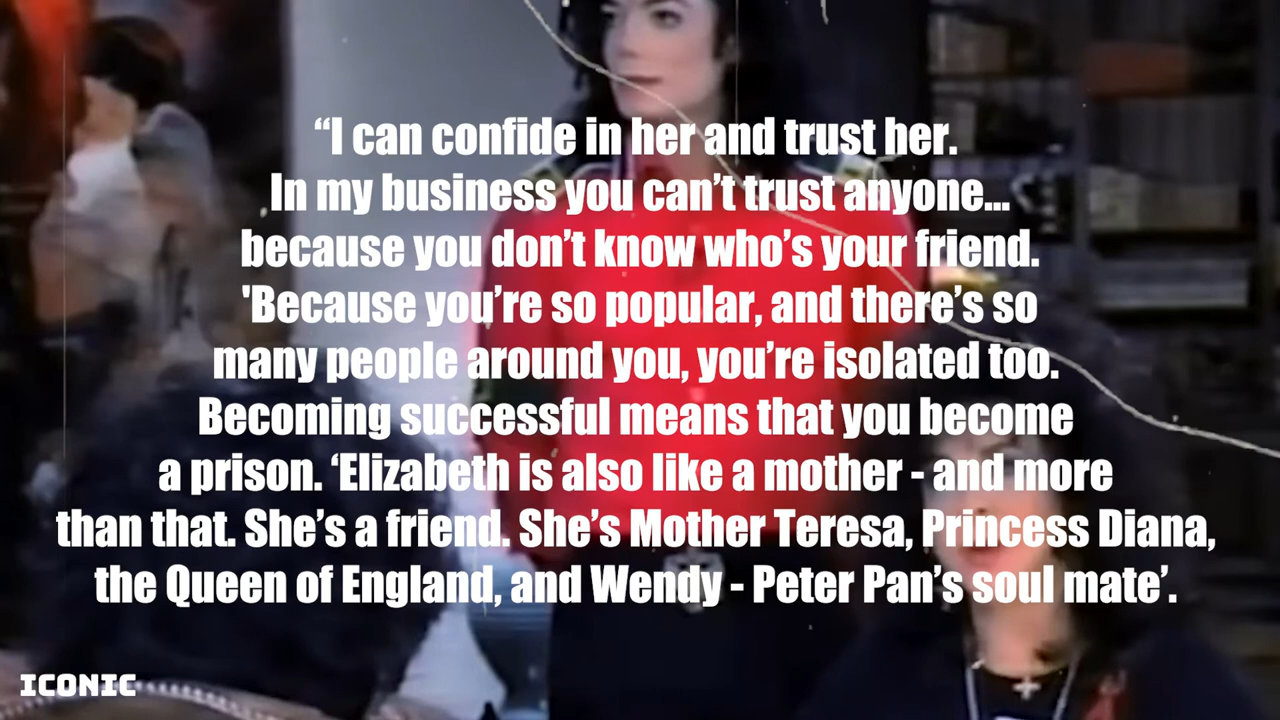 “I can confide in her and trust her.
In my business you can’t trust anyone...
because you don’t know who’s your friend.
'Because you’re so popular, and there’s so
many people around you, you’re isolated too.
Becoming successful means that you become
a prison. ‘Elizabeth is also like a mother - and more
than that. She’s a friend. She’s Mother Teresa, Princess Diana,
the Queen of England, and Wendy - Peter Pan’s soul mate’.
ICONIC